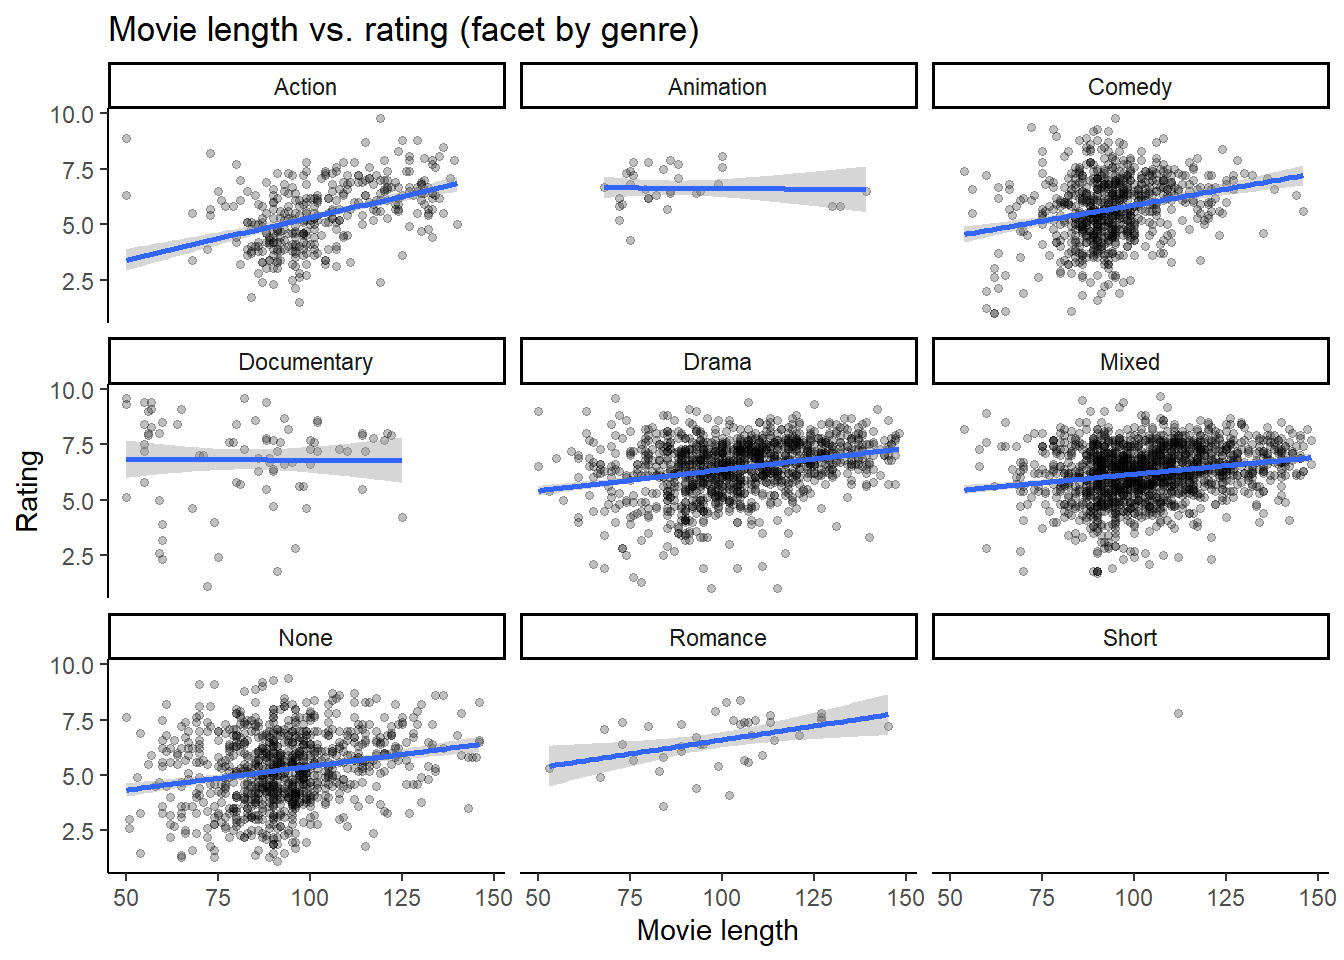 Movie length vs. rating (facet by genre)
Action Animation Comedy
10.0
7.5
5.0
2.5
Documentary Drama Mixed
10.0
7.5
5.0
2.5
Rating
None Romance Short
10.0
7.5
5.0
2.5
50 75 100 125 150 50 75 100 125 150 50 75 100 125 150
Movie length